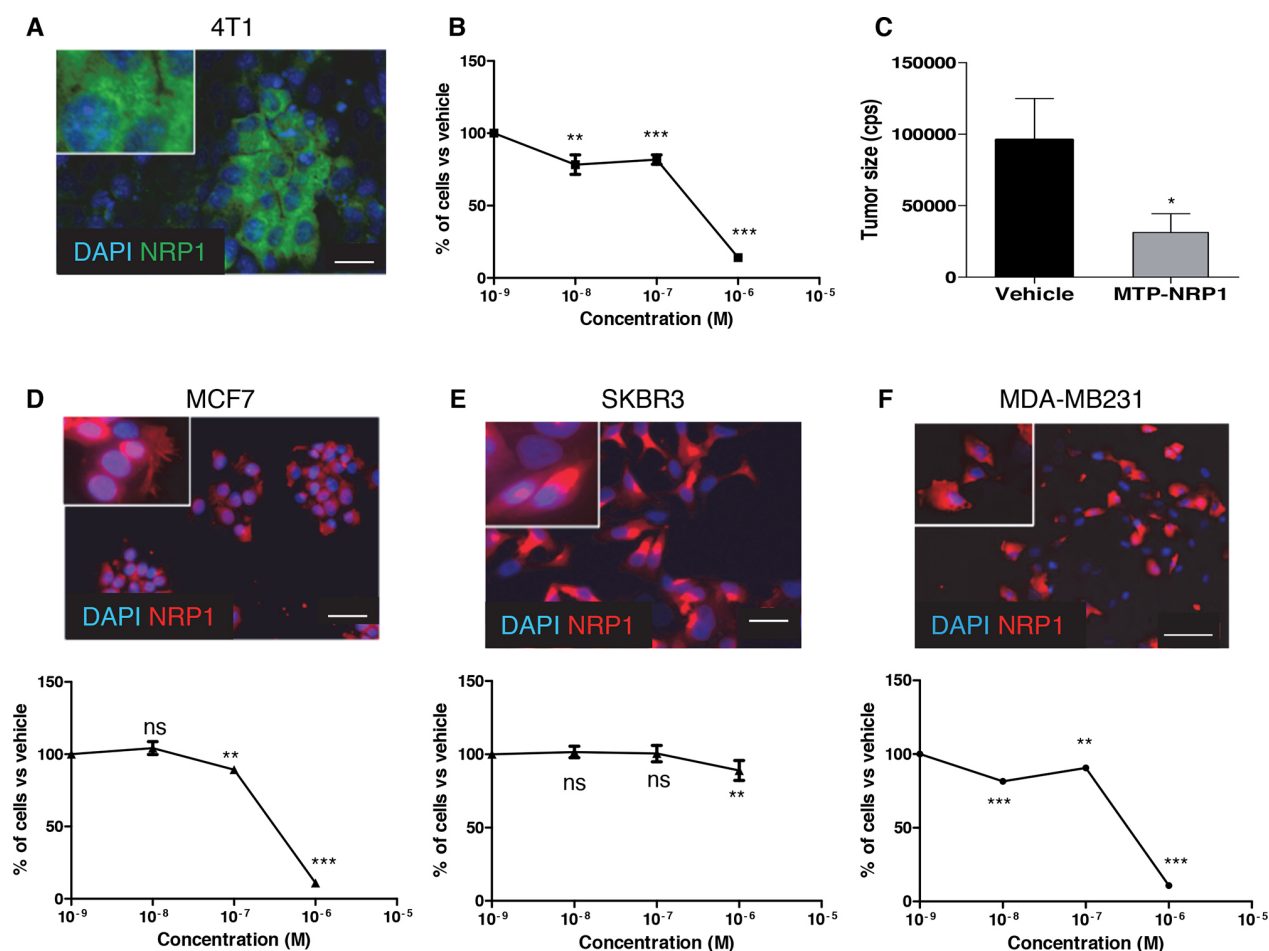 A
4T1
DAPI NRP1
B
% of cells vs vehicle
150
100
50
0
**
***
***
10-9
10-8
10-7
10-6
10-5
Concentration (M)
C
Tumor size (cps)
150000
100000
50000
0
*
Vehicle
MTP-NRP1
D
MCF7
DAPI NRP1
% of cells vs vehicle
150
100
50
0
ns
**
***
10-9
10-8
10-7
10-6
10-5
Concentration (M)
E
SKBR3
DAPI NRP1
% of cells vs vehicle
150
100
50
0
ns
ns
**
10-9
10-8
10-7
10-6
10-5
Concentration (M)
F
MDA-MB231
DAPI NRP1
% of cells vs vehicle
150
100
50
0
***
**
***
10-9
10-8
10-7
10-6
10-5
Concentration (M)